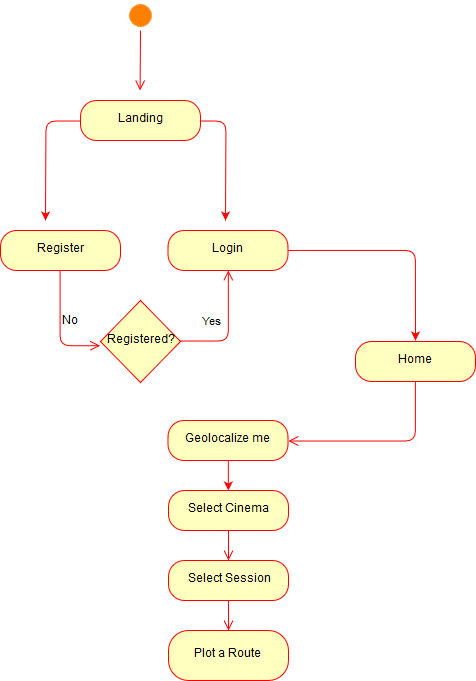 Landing
Register
Login
No
Registered?
Yes
Home
Geolocalize me
Select Cinema
Select Session
Plot a Route